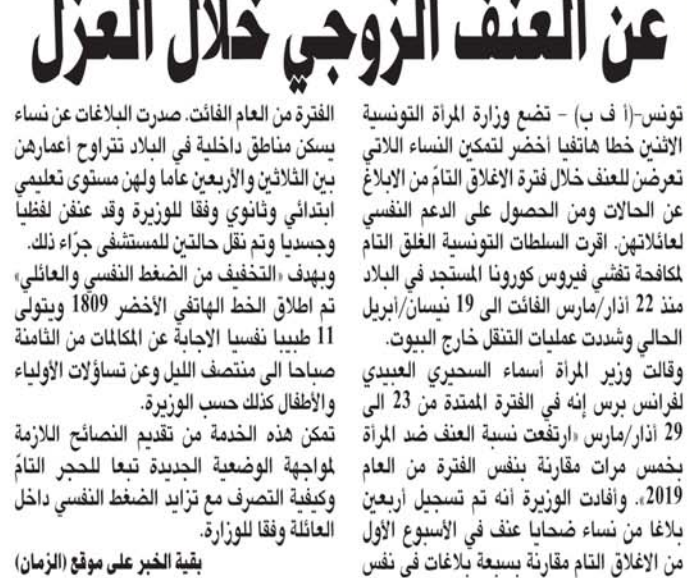 عن العنف الزوجي خلال العزل
تونس-(أ ف ب) - تضع وزارة المرأة التونسية
الاثنين خطا هاتفيا أخضر لتمكين النساء اللاتي
تعرضن للعنف خلال فترة الاغلاق التامّ من الابلاغ
عن الحالات ومن الحصول على الدعم النفسي
لعائلاتهن. اقرت السلطات التونسية الغلق التام
لمكافحة تفشي فيروس كورونا المستجد في البلاد
منذ 22 أذار/مارس الفائت الى 19 نيسان/أبريل
الحالي وشددت عمليات التنقل خارج البيوت.
وقالت وزير المرأة أسماء السحيري العبيدي
لفرانس برس إنه في الفترة الممتدة من 23 الى
29 أذار/مارس «ارتفعت نسبة العنف ضد المرأة
بخمس مرات مقارنة بنفس الفترة من العام
2019». وأفادت الوزيرة أنه تم تسجيل أربعين
بلاغا من نساء ضحايا عنف في الأسبوع الأول
من الاغلاق التام مقارنة بسبعة بلاغات في نفس
الفترة من العام الفائت. صدرت البلاغات عن نساء
يسكن مناطق داخلية في البلاد تتراوح أعمارهن
بين الثلاثين والأربعين عاما ولهن مستوى تعليمي
ابتدائي وثانوي وفقا للوزيرة وقد عنفن لفظيا
وجسديا وتم نقل حالتين للمستشفى جرّاء ذلك.
وبهدف «التخفيف من الضغط النفسي والعائلي»
تم اطلاق الخط الهاتفي الأخضر 1809 ويتولى
11 طبيبا نفسيا الاجابة عن المكالمات من الثامنة
صباحا الى منتصف الليل وعن تساؤلات الأولياء
والأطفال كذلك حسب الوزيرة.
تمكن هذه الخدمة من تقديم النصائح اللازمة
لمواجهة الوضعية الجديدة تبعا للحجر التامّ
وكيفية التصرف مع تزايد الضغط النفسي داخل
العائلة وفقا للوزارة.
بقية الخبر على موقع (الزمان)